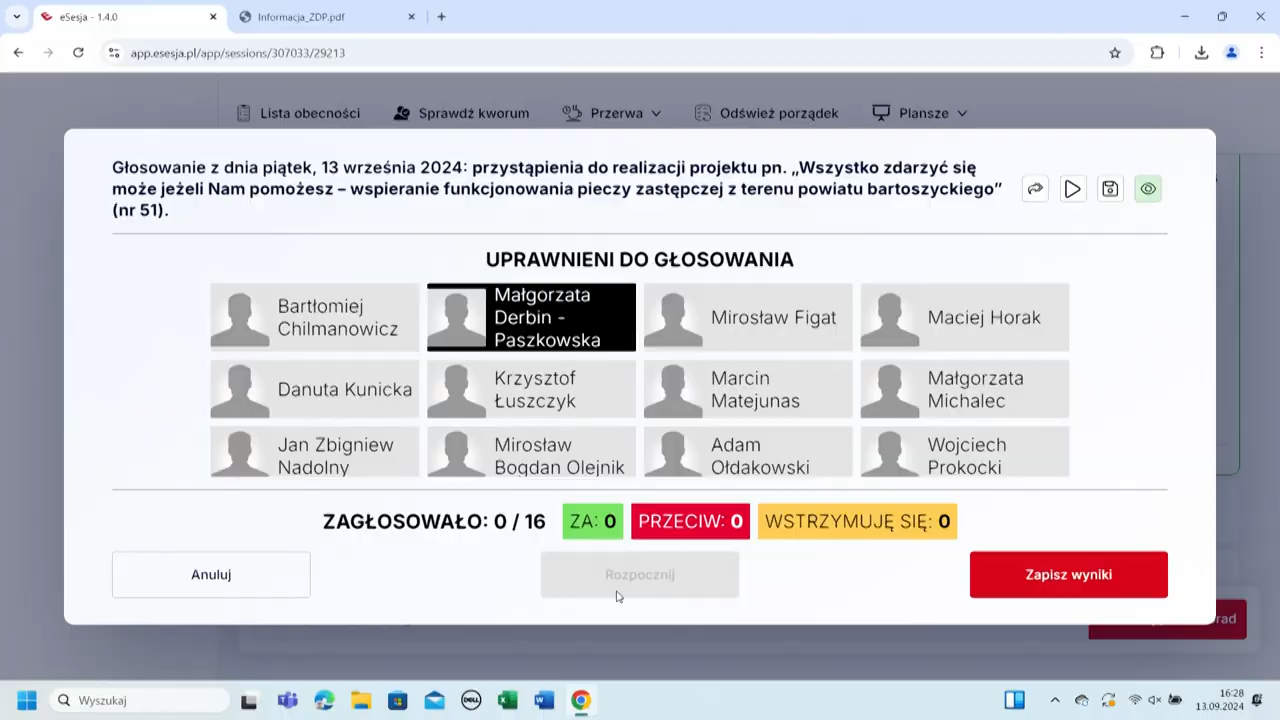 eSesja - 1.4.0
Informacja_ZDP.pdf
app.esesja.pl/app/sessions/307033/29213
Lista obecności
Sprawdź kworum
Przerwa
Odśwież porządek
Plansze
Głosowanie z dnia piątek, 13 września 2024: przystąpienia do realizacji projektu pn. „Wszystko zdarzyć się
może jeżeli Nam pomożesz – wspieranie funkcjonowania pieczy zastępczej z terenu powiatu bartoszyckiego”
(nr 51).
UPRAWNIENI DO GŁOSOWANIA
Bartłomiej
Chilmanowicz
Małgorzata
Derbin -
Paszkowska
Mirosław Figat
Maciej Horak
Danuta Kunicka
Krzysztof
Łuszczyk
Marcin
Matejunas
Małgorzata
Michalec
Jan Zbigniew
Nadolny
Mirosław
Bogdan Olejnik
Adam
Ołdakowski
Wojciech
Prokocki
ZAGŁOSOWAŁO: 0 / 16
ZA: 0
PRZECIW: 0
WSTRZYMUJĘ SIĘ: 0
Anuluj
Rozpocznij
Zapisz wyniki
rad
Wyszukaj
DELL
16:28
13.09.2024